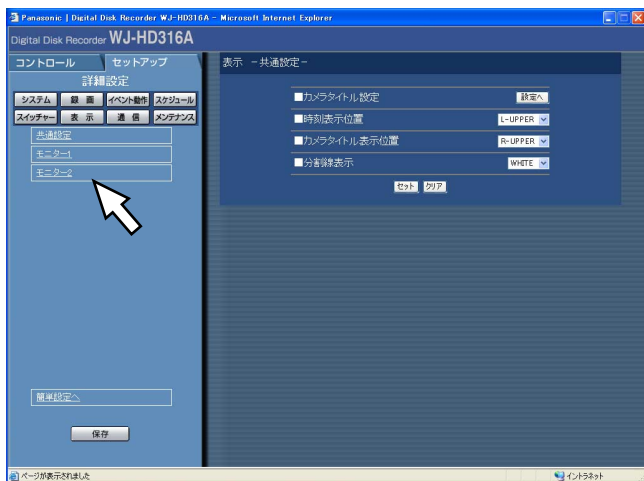 Panasonic | Digital Disk Recorder WJ-HD316A - Microsoft Internet Explorer
Digital Disk Recorder WJ-HD316A
コントロール セットアップ
詳細設定
システム 録 画 イベント動作 スケジュール
スイッチャー 表 示 通 信 メンテナンス
共通設定
モニター1
モニター2
簡単設定へ
保存
表示 -共通設定-
■カメラタイトル設定 設定へ
■時刻表示位置 L-UPPER
■カメラタイトル表示位置 R-UPPER
■分割線表示 WHITE
セット クリア
ページが表示されました イントラネット